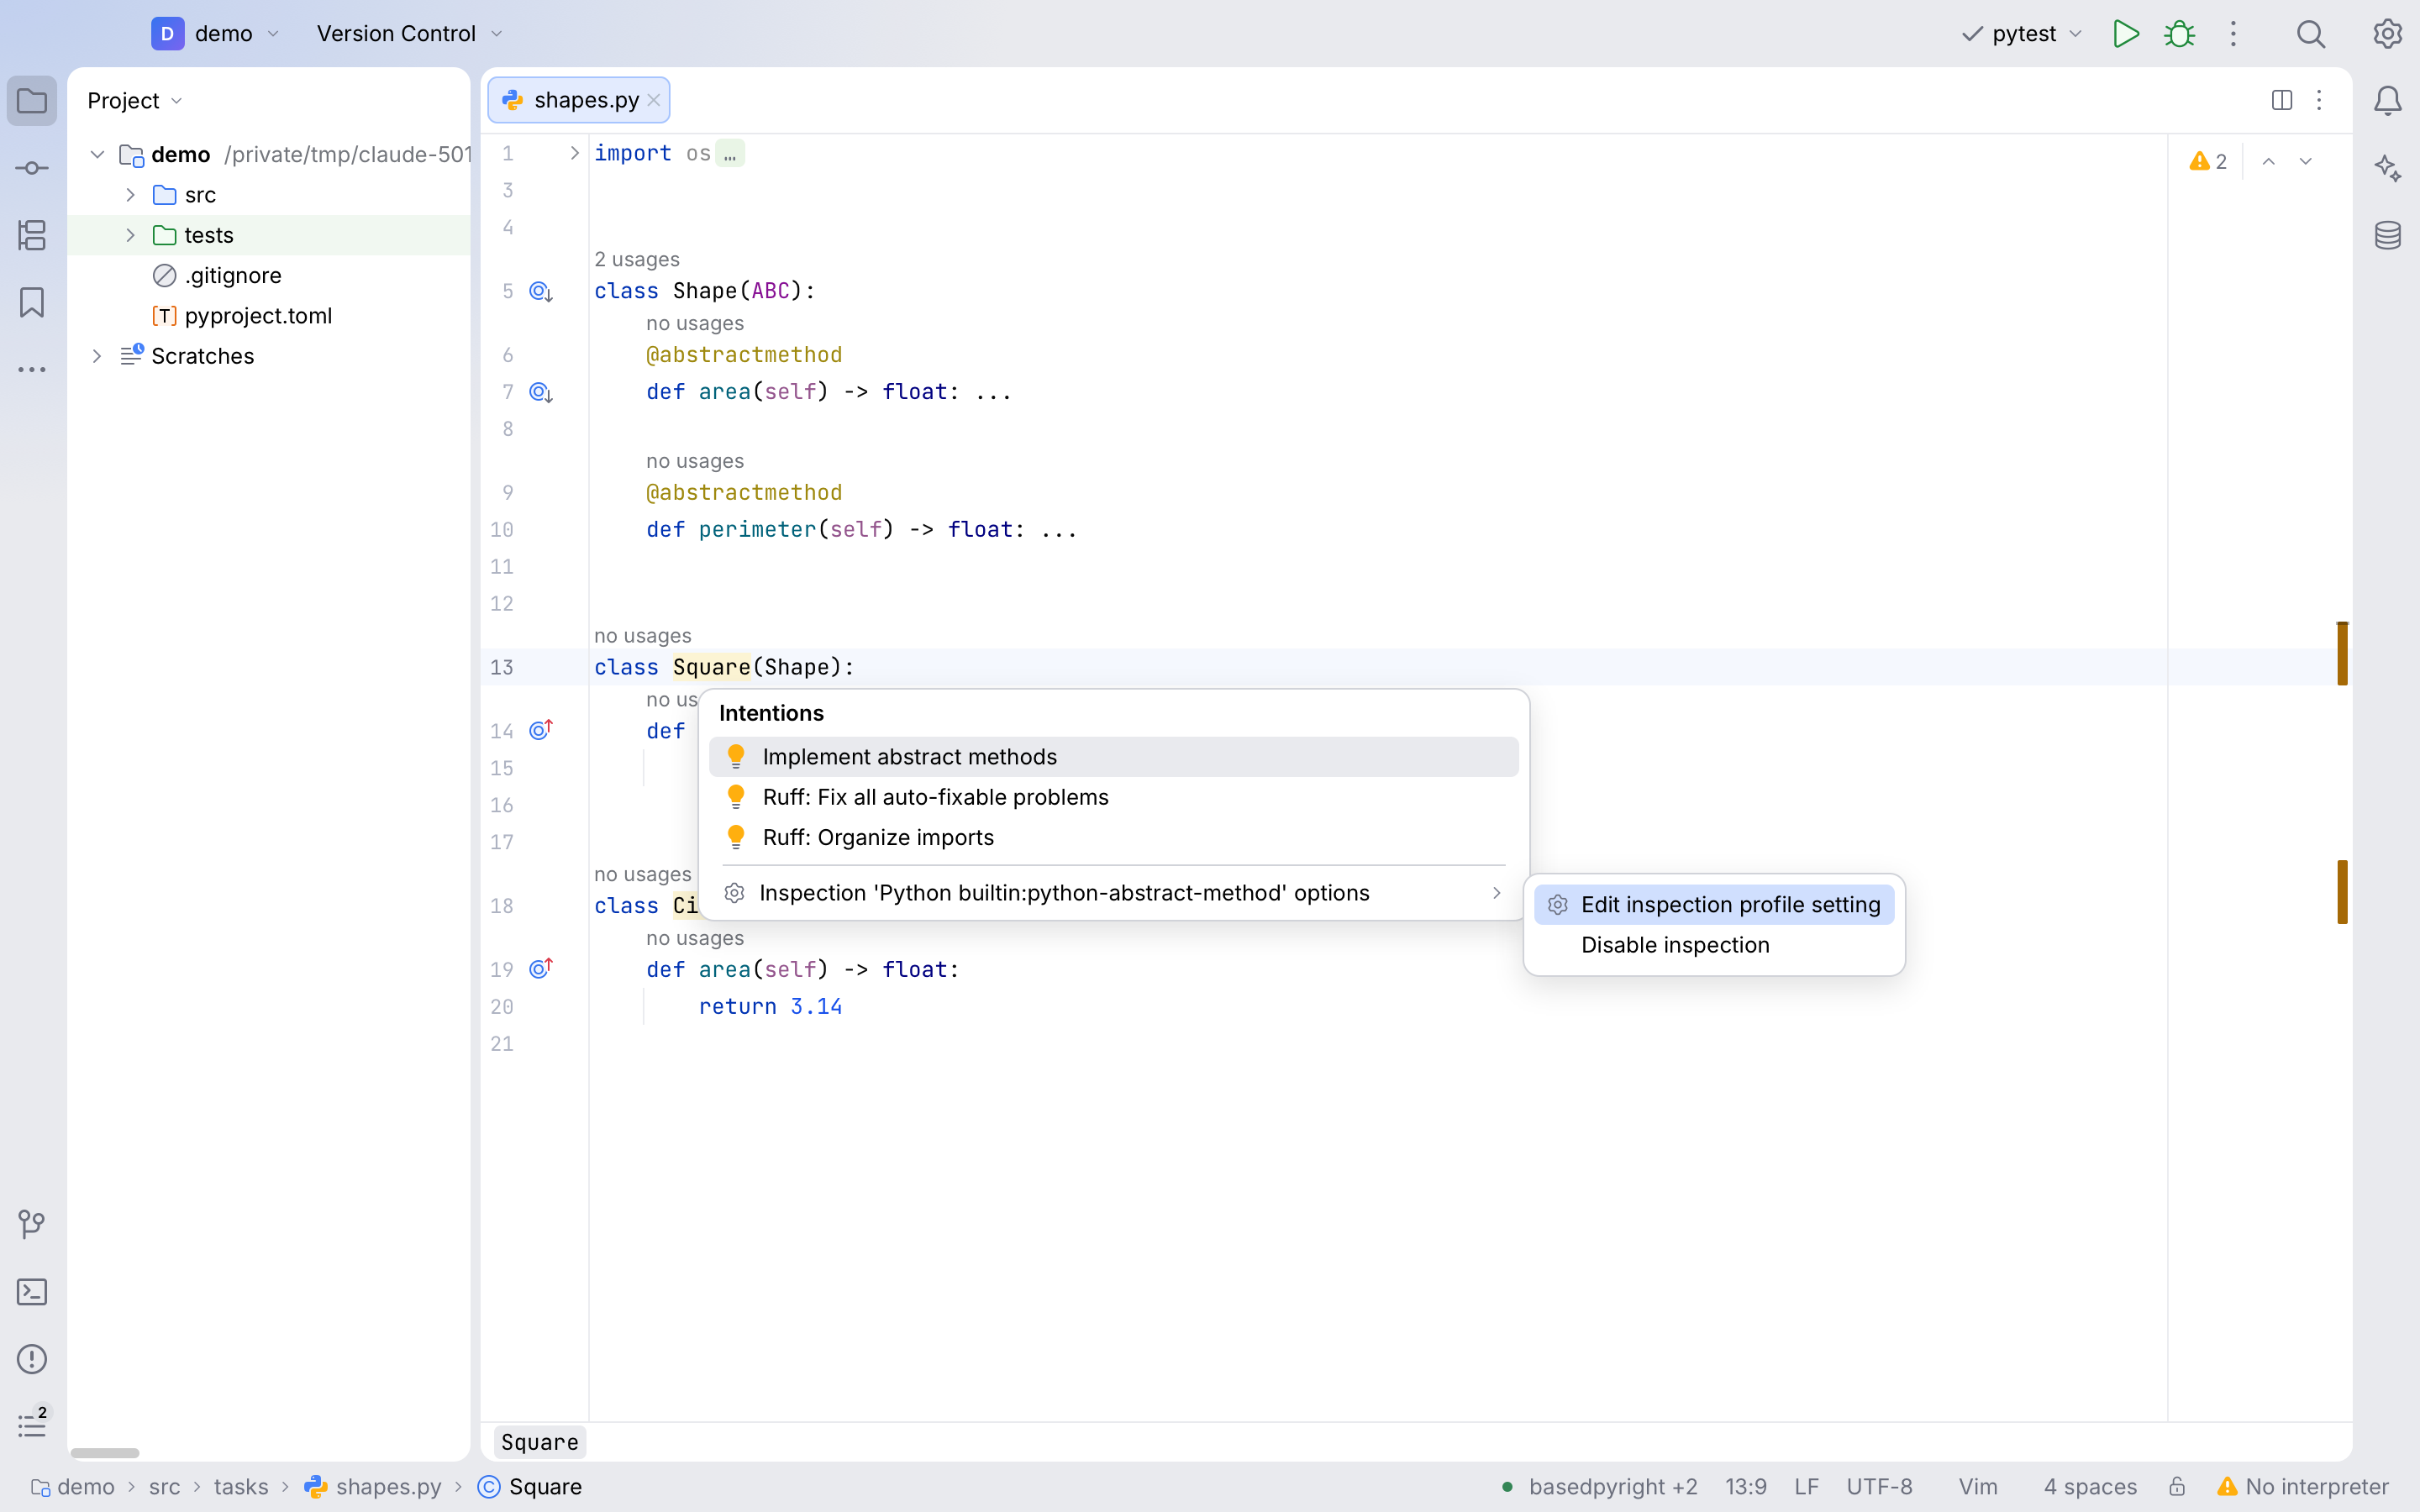 D demo Version Control pytest
Project
shapes.py
demo /private/tmp/claude-501
src
tests
.gitignore
[T] pyproject.toml
Scratches
2
1 import os...
3
4
2 usages
5 class Shape(ABC):
no usages
6 @abstractmethod
7 def area(self) -> float: ...
8
no usages
9 @abstractmethod
10 def perimeter(self) -> float: ...
11
12
no usages
13 class Square(Shape):
no us
14 def
15
16
17
no usages
18 class Ci
no usages
19 def area(self) -> float:
20 return 3.14
21
Intentions
Implement abstract methods
Ruff: Fix all auto-fixable problems
Ruff: Organize imports
Inspection 'Python builtin:python-abstract-method' options
Edit inspection profile setting
Disable inspection
2
Square
demo src tasks shapes.py C Square basedpyright +2 13:9 LF UTF-8 Vim 4 spaces No interpreter